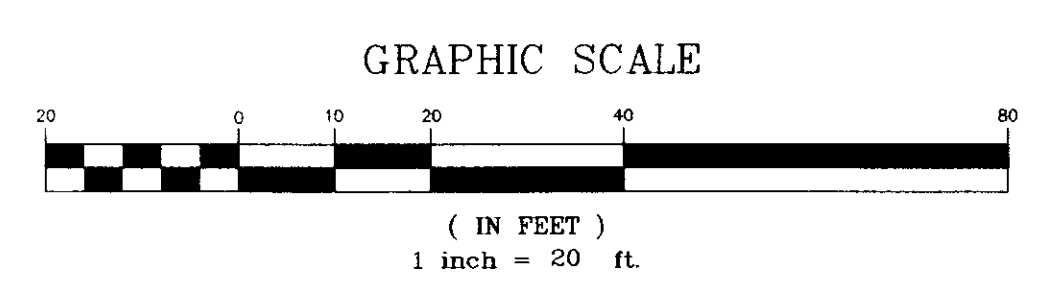 GRAPHIC SCALE
20 0 10 20 40 80
( IN FEET )
1 inch = 20 ft.